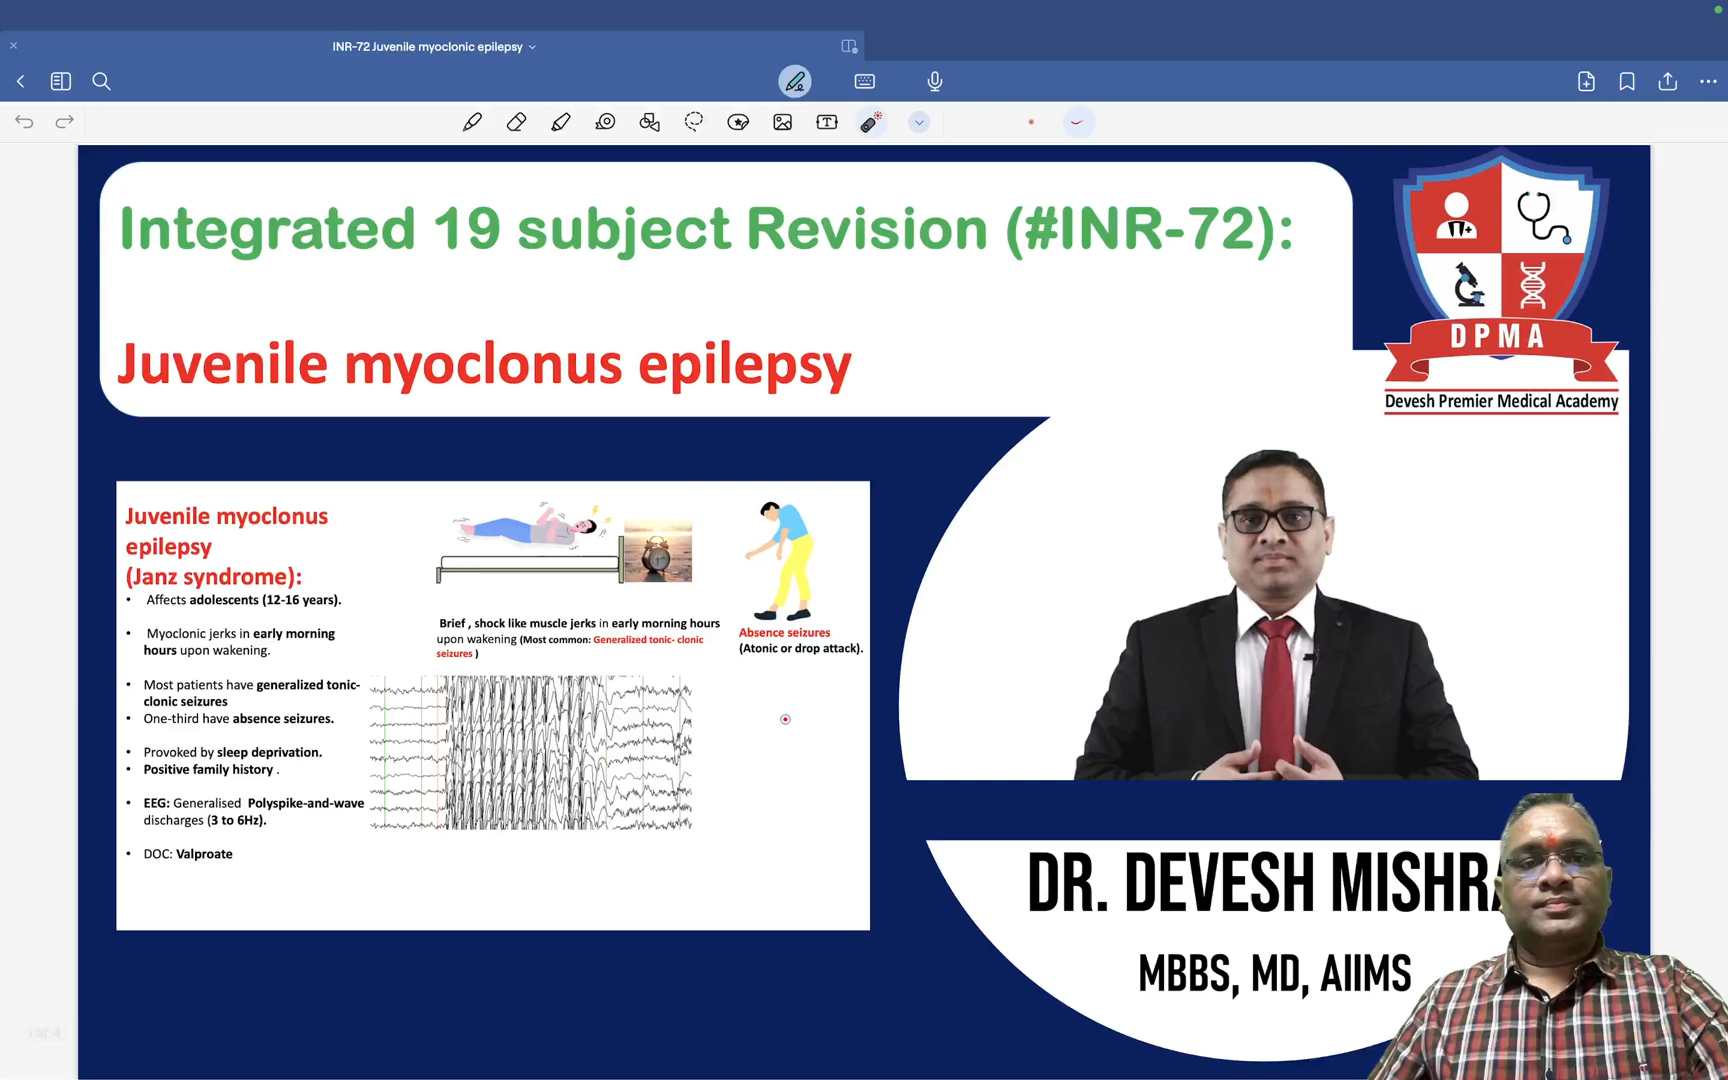 INR-72 Juvenile myoclonic epilepsy
Integrated 19 subject Revision (#INR-72):
Juvenile myoclonus epilepsy
DPMA
Devesh Premier Medical Academy
Juvenile myoclonus
epilepsy
(Janz syndrome):
• Affects adolescents (12-16 years).
• Myoclonic jerks in early morning
hours upon wakening.
• Most patients have generalized tonic-
clonic seizures
• One-third have absence seizures.
• Provoked by sleep deprivation.
• Positive family history .
• EEG: Generalised Polyspike-and-wave
discharges (3 to 6Hz).
• DOC: Valproate
Brief , shock like muscle jerks in early morning hours
upon wakening (Most common: Generalized tonic- clonic
seizures )
Absence seizures
(Atonic or drop attack).
DR. DEVESH MISHRA
MBBS, MD, AIIMS